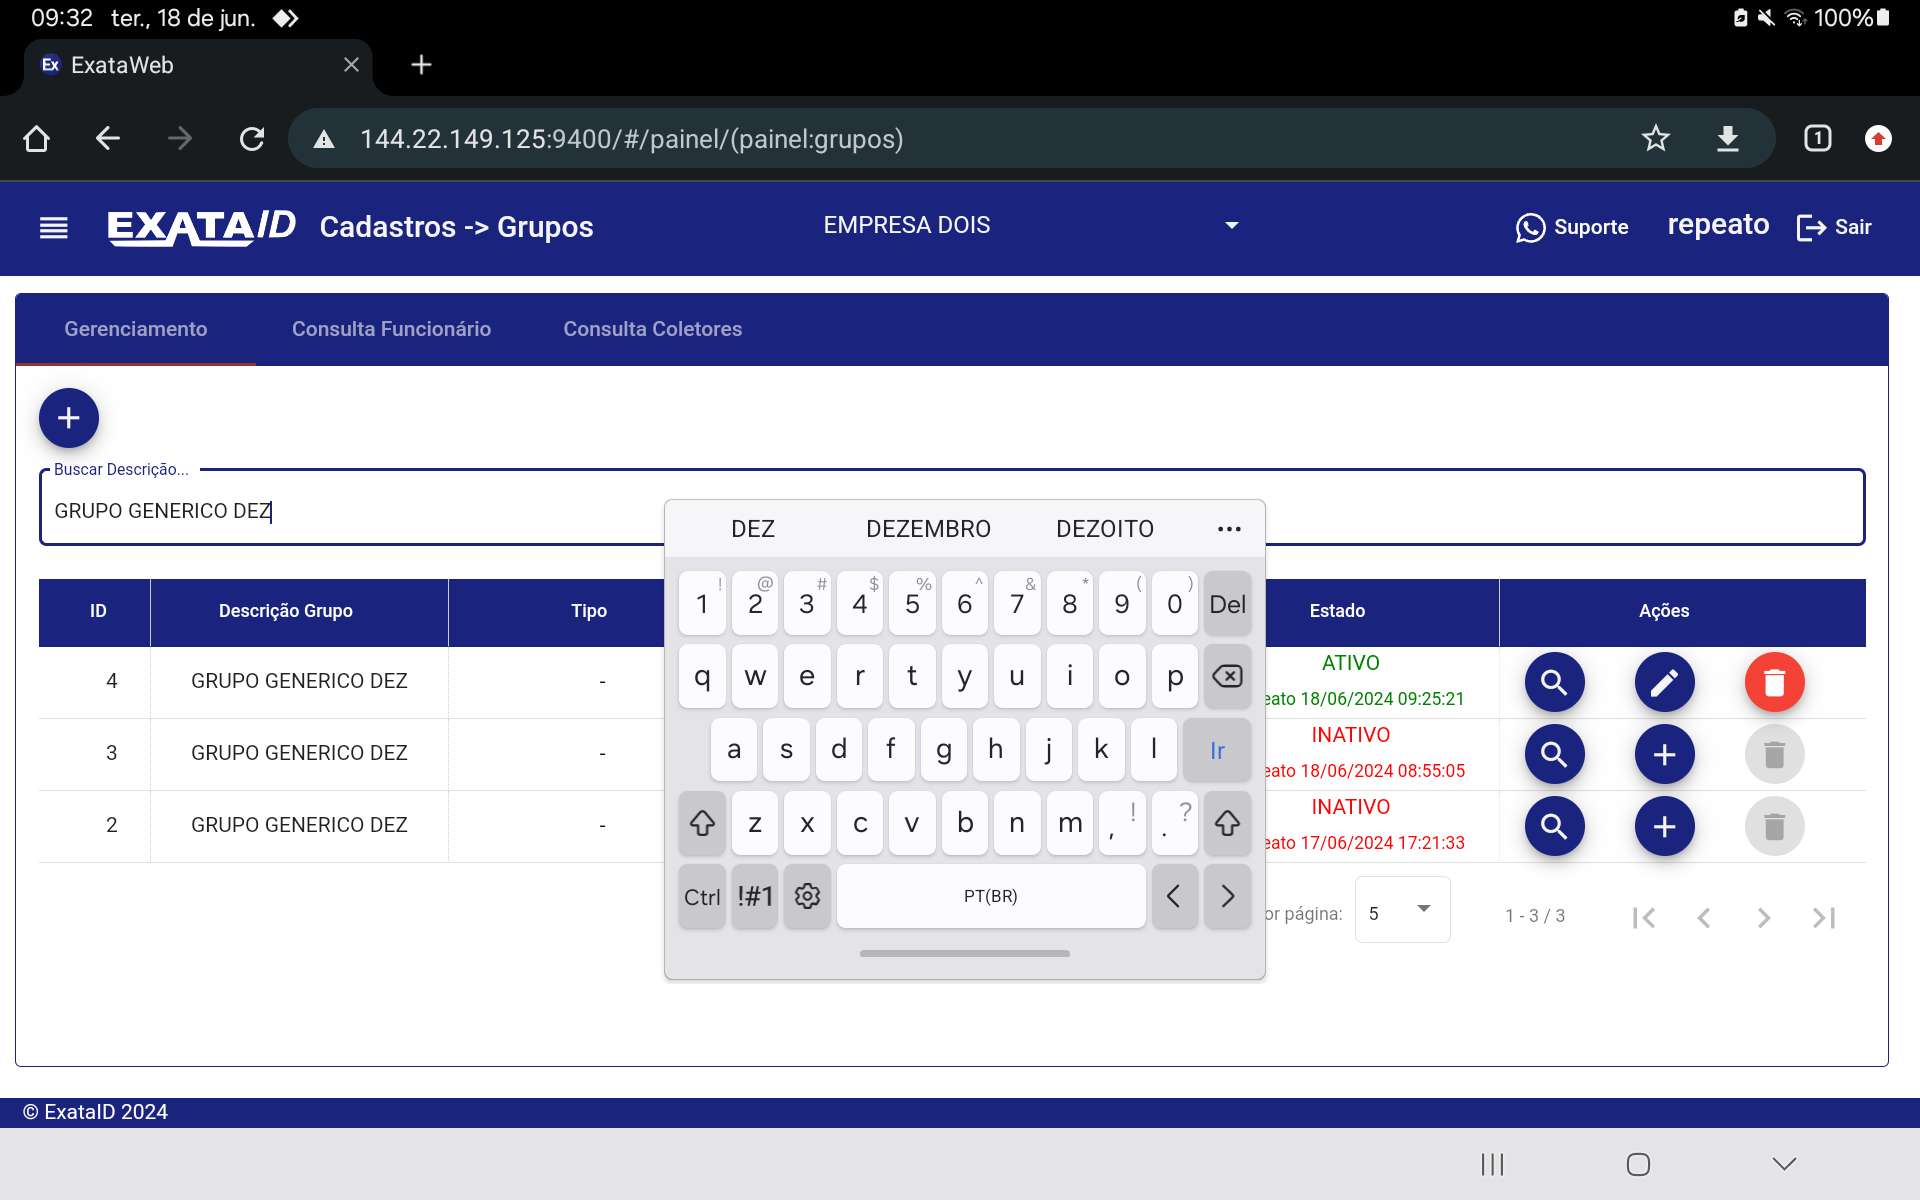 09:32 ter., 18 de jun. 100%
Ex ExataWeb
144.22.149.125:9400/#/painel/(painel:grupos) 1
EXATAID Cadastros -> Grupos EMPRESA DOIS Suporte repeato Sair
Gerenciamento Consulta Funcionário Consulta Coletores
Buscar Descrição...
GRUPO GENERICO DEZ
DEZ DEZEMBRO DEZOITO
! @ # $ % ^ & * ( )
1 2 3 4 5 6 7 8 9 0 Del
q w e r t y u i o p
a s d f g h j k l Ir
z x c v b n m , ! . ?
Ctrl !#1 PT(BR)
ID Descrição Grupo Tipo Estado Ações
4 GRUPO GENERICO DEZ - ATIVO
eato 18/06/2024 09:25:21
3 GRUPO GENERICO DEZ - INATIVO
eato 18/06/2024 08:55:05
2 GRUPO GENERICO DEZ - INATIVO
eato 17/06/2024 17:21:33
or página: 5 1 - 3 / 3
© ExataID 2024